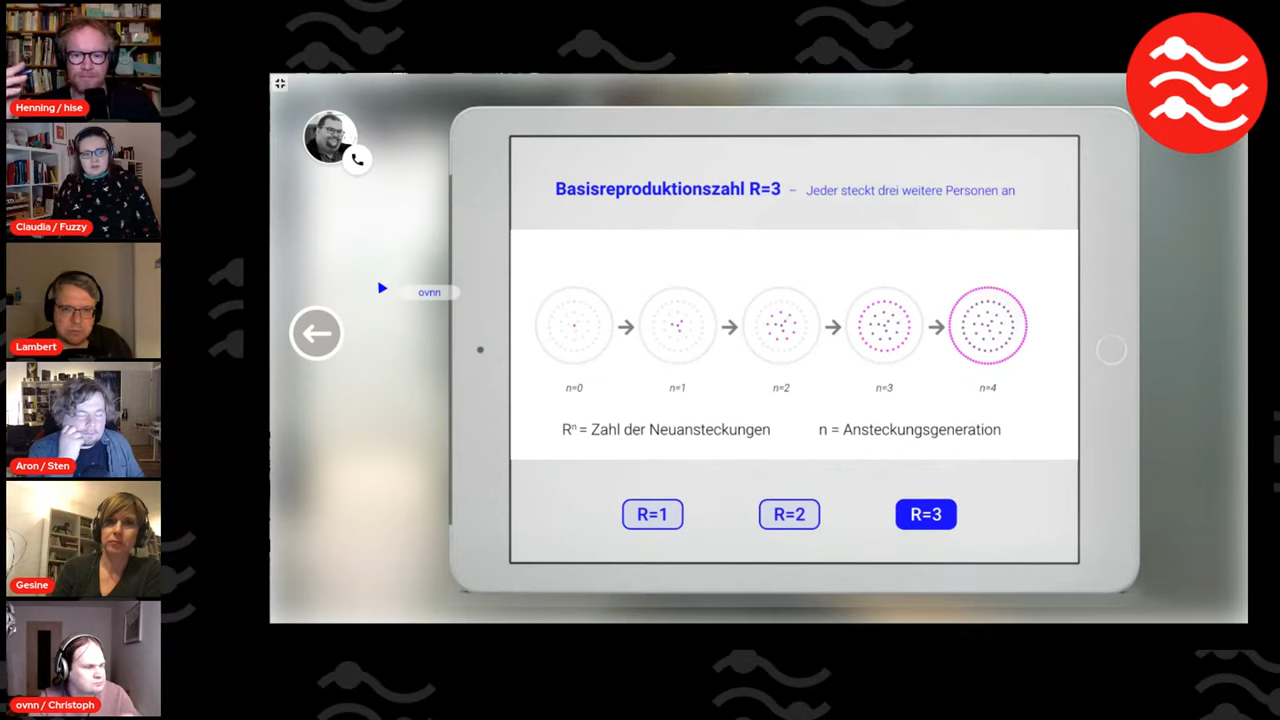 Henning / hise
Claudia / Fuzzy
Lambert
Aron / Sten
Gesine
ovnn / Christoph
ovnn
Basisreproduktionszahl R=3 – Jeder steckt drei weitere Personen an
n=0 n=1 n=2 n=3 n=4
Rⁿ = Zahl der Neuansteckungen n = Ansteckungsgeneration
R=1 R=2 R=3